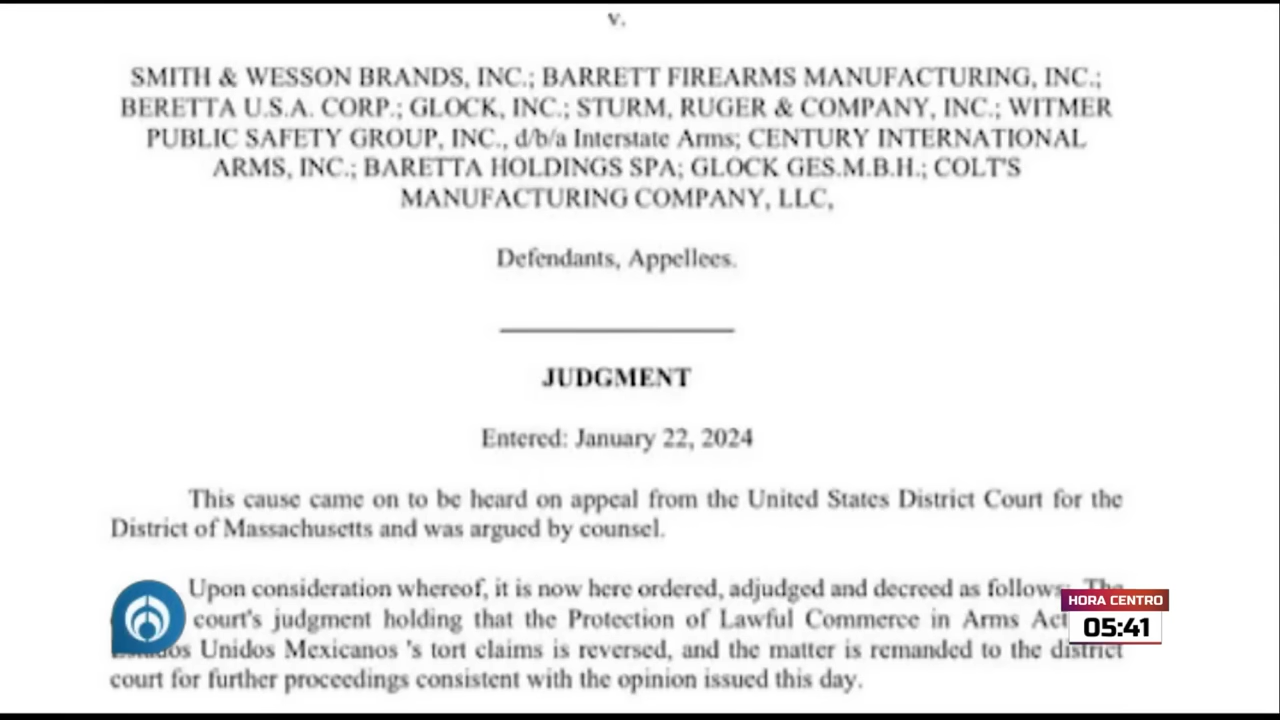 v.
SMITH & WESSON BRANDS, INC.; BARRETT FIREARMS MANUFACTURING, INC.;
BERETTA U.S.A. CORP.; GLOCK, INC.; STURM, RUGER & COMPANY, INC.; WITMER
PUBLIC SAFETY GROUP, INC., d/b/a Interstate Arms; CENTURY INTERNATIONAL
ARMS, INC.; BARETTA HOLDINGS SPA; GLOCK GES.M.B.H.; COLT'S
MANUFACTURING COMPANY, LLC,
Defendants, Appellees.
JUDGMENT
Entered: January 22, 2024
This cause came on to be heard on appeal from the United States District Court for the
District of Massachusetts and was argued by counsel.
Upon consideration whereof, it is now here ordered, adjudged and decreed as follows: The
court's judgment holding that the Protection of Lawful Commerce in Arms Act
Unidos Mexicanos 's tort claims is reversed, and the matter is remanded to the district
court for further proceedings consistent with the opinion issued this day.
HORA CENTRO
05:41